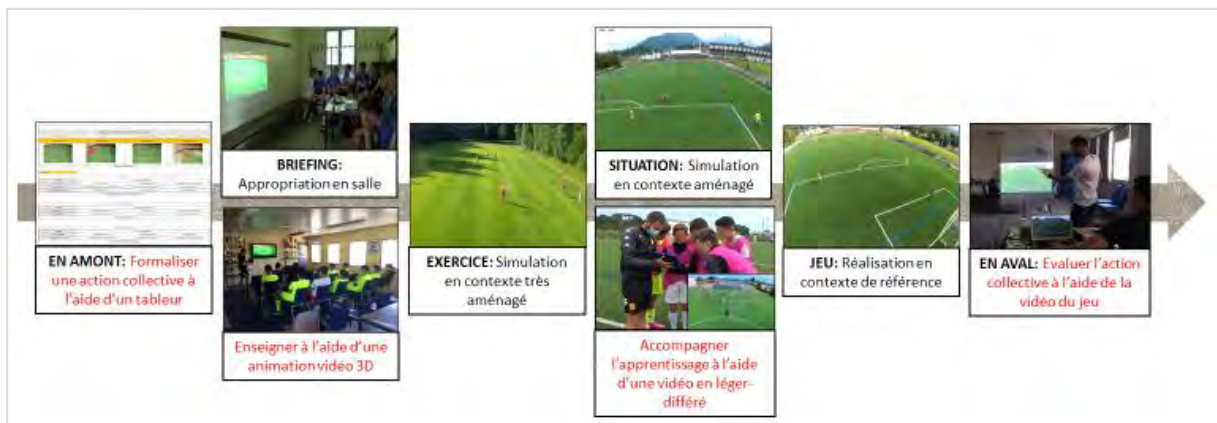 EN AMONT: Formaliser
une action collective à
l'aide d'un tableur
BRIEFING:
Appropriation en salle
Enseigner à l'aide d'une
animation vidéo 3D
EXERCICE: Simulation
en contexte très
aménagé
SITUATION: Simulation
en contexte aménagé
Accompagner
l'apprentissage à l'aide
d'une vidéo en léger-
différé
JEU: Réalisation en
contexte de référence
EN AVAL: Evaluer l'action
collective à l'aide de la
vidéo du jeu